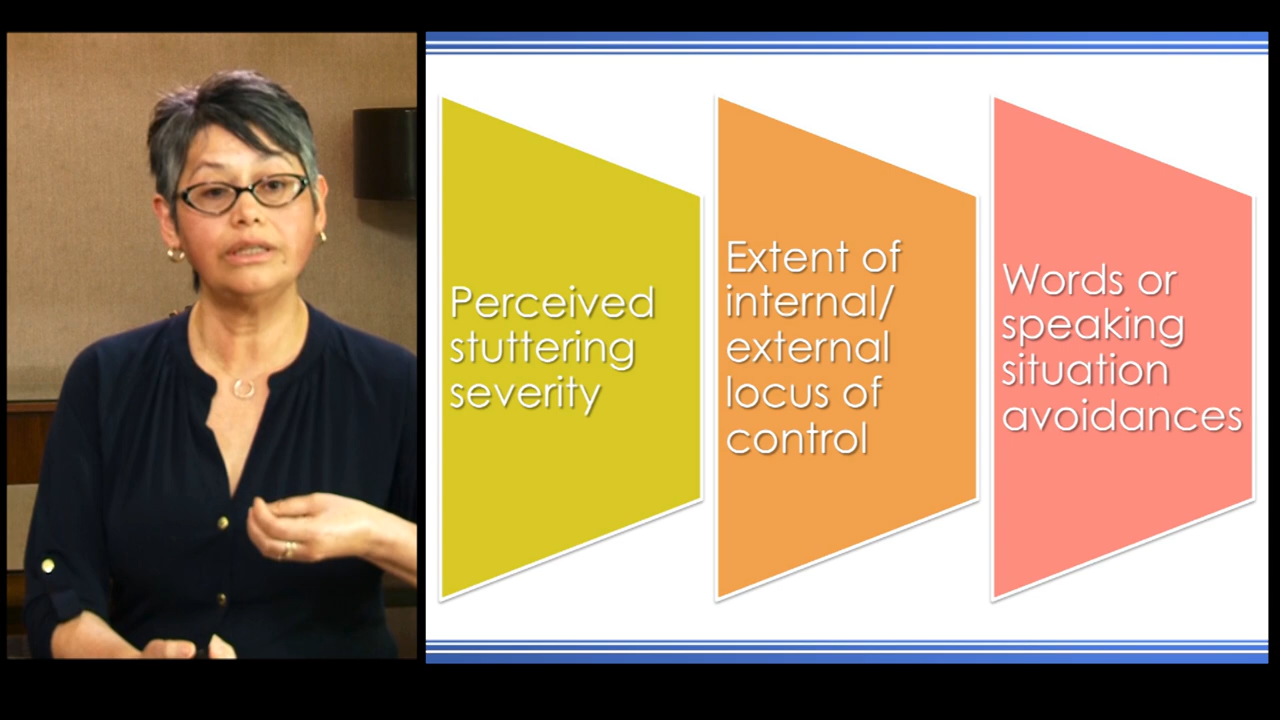 Perceived
stuttering
severity
Extent of
internal/
external
locus of
control
Words or
speaking
situation
avoidances